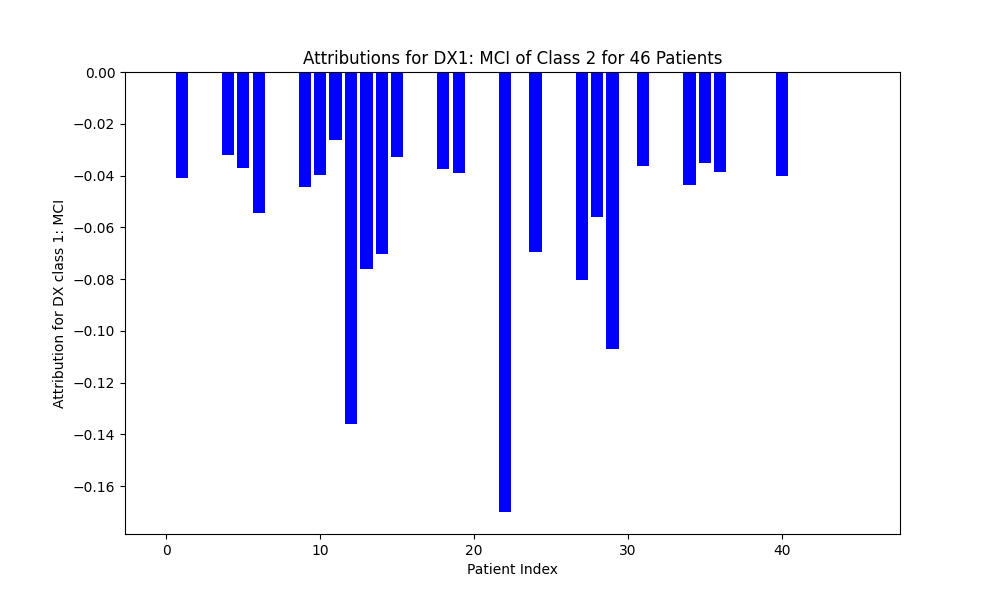 Attributions for DX1: MCI of Class 2 for 46 Patients
0.00
−0.02
−0.04
−0.06
−0.08
−0.10
−0.12
−0.14
−0.16
Attribution for DX class 1: MCI
0 10 20 30 40
Patient Index